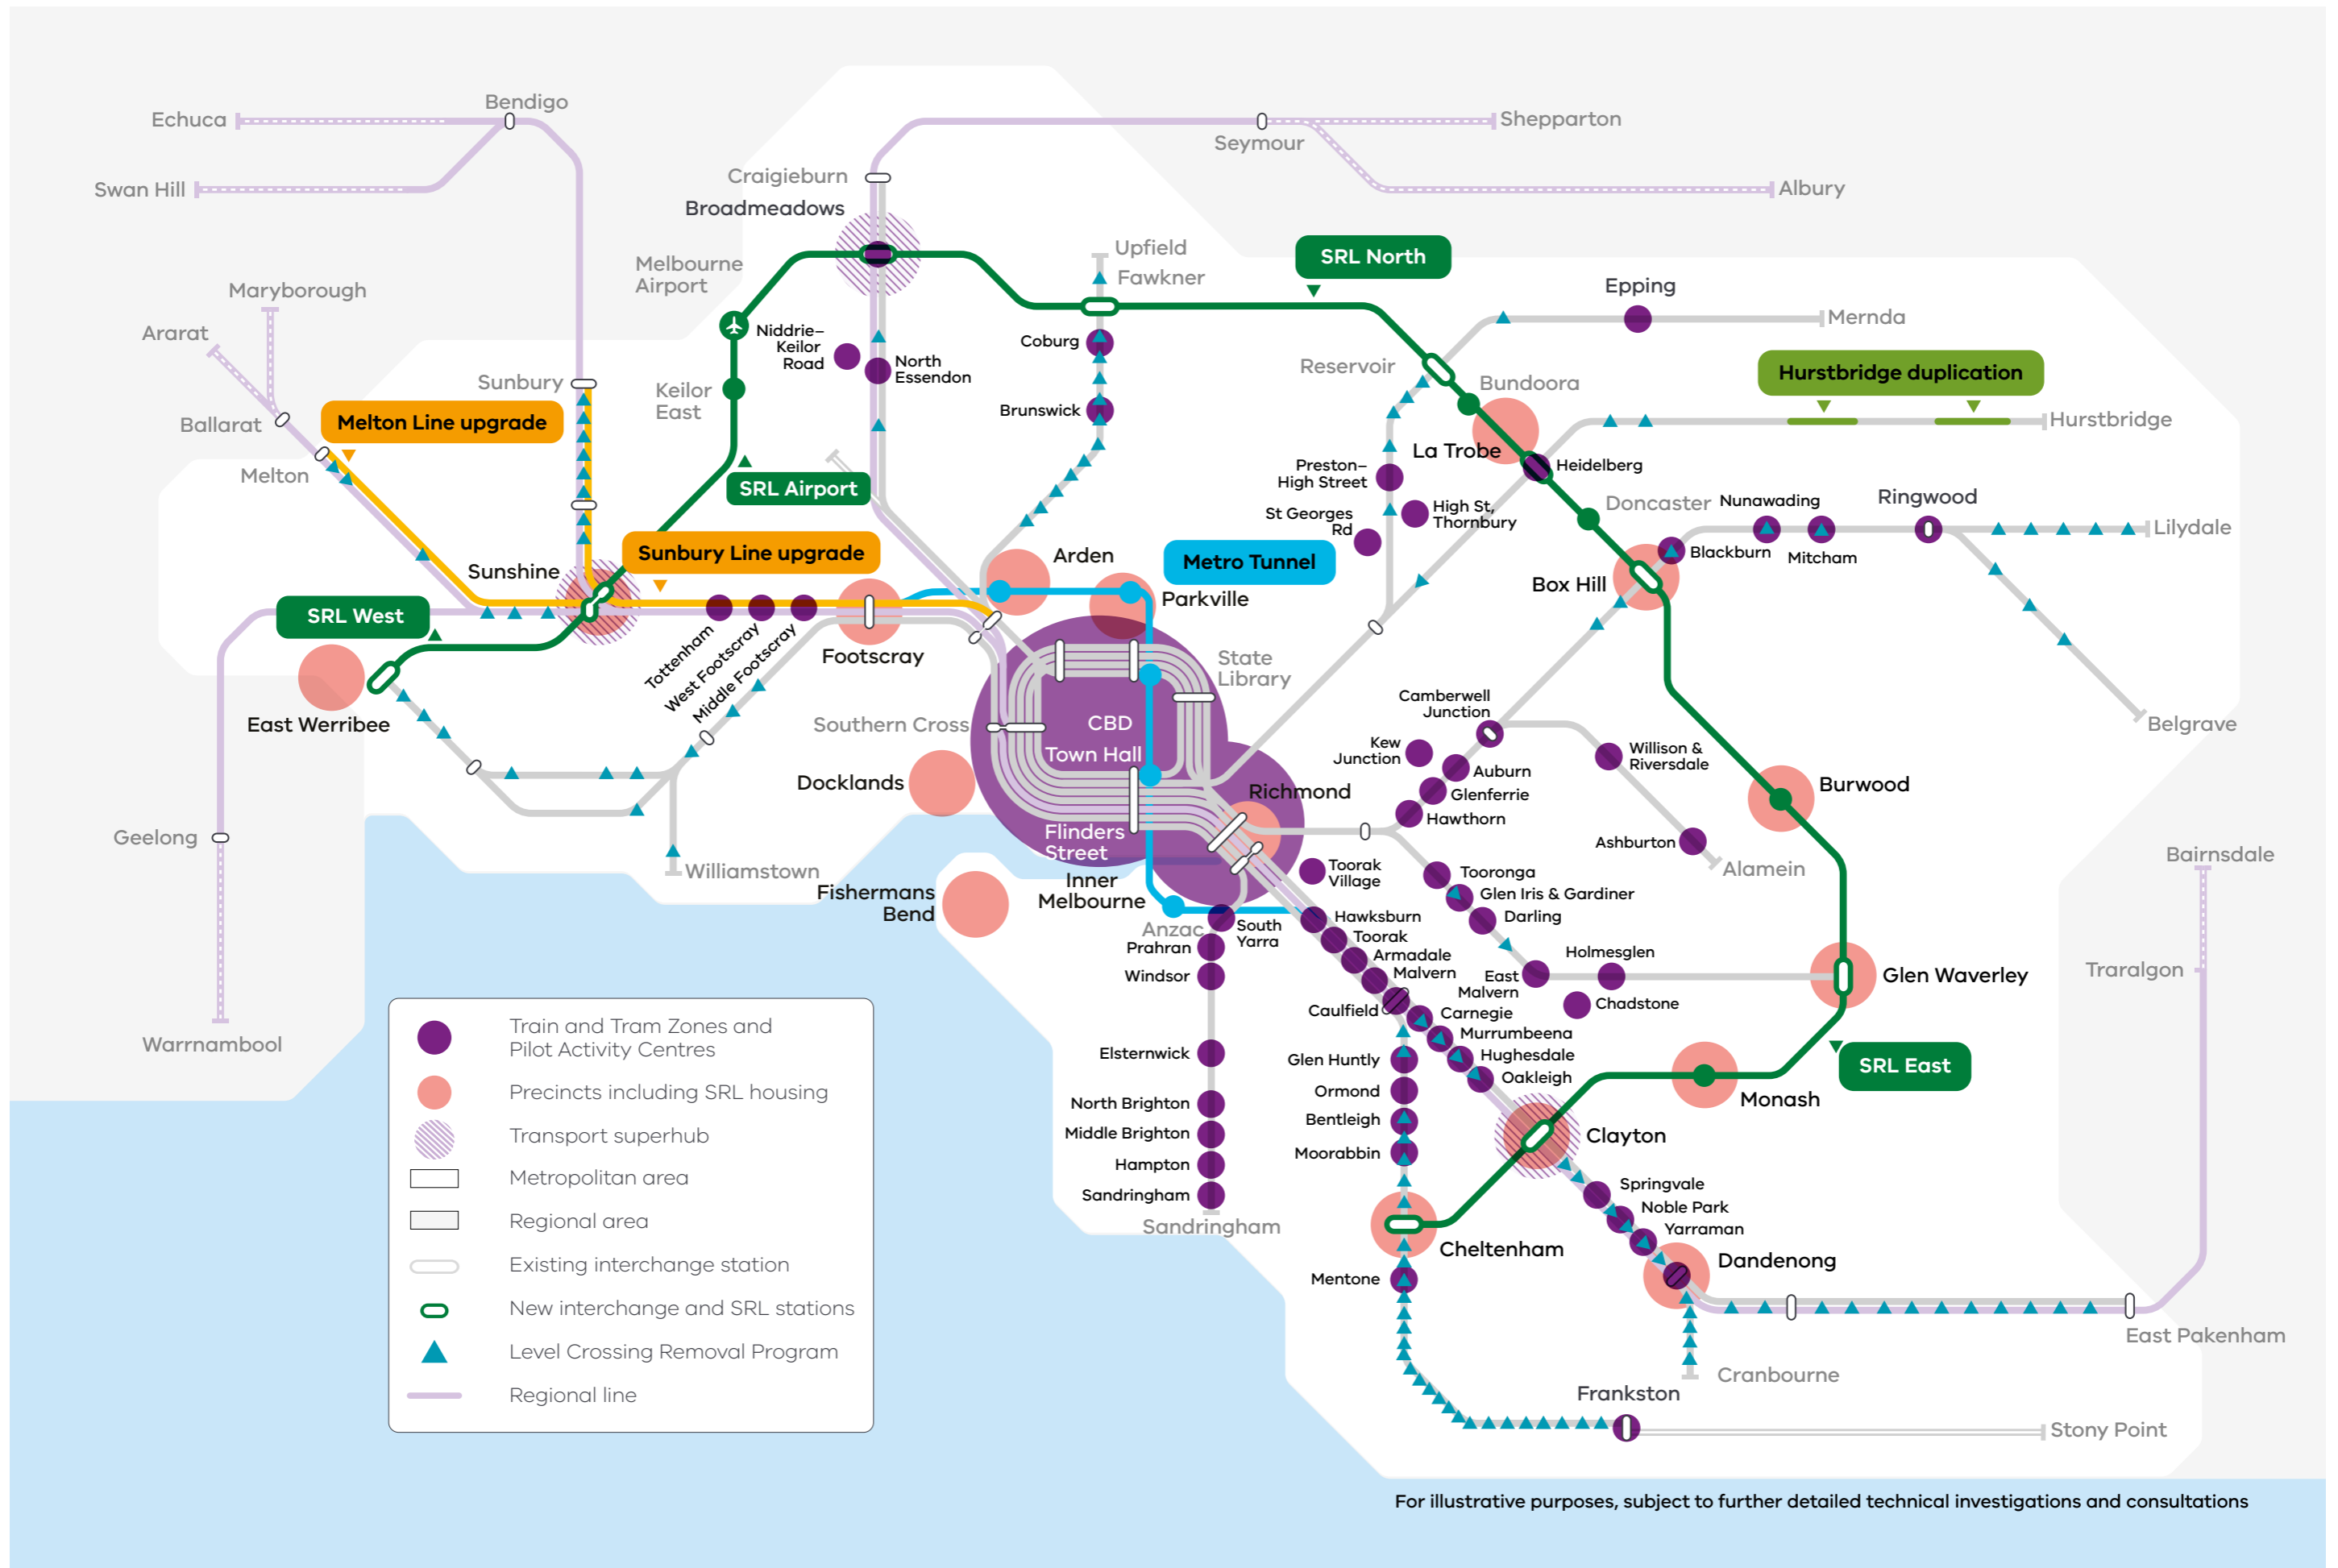 Echuca
Bendigo
Swan Hill
Seymour
Shepparton
Albury
Craigieburn
Broadmeadows
Melbourne
Airport
Upfield
Fawkner
SRL North
Epping
Mernda
Maryborough
Ararat
Ballarat
Melton
Sunbury
Melton Line upgrade
Niddrie–
Keilor
Road
North
Essendon
Keilor
East
Coburg
Brunswick
Reservoir
Bundoora
Hurstbridge duplication
Hurstbridge
SRL Airport
La Trobe
Heidelberg
Preston–
High Street
High St,
Thornbury
St Georges
Rd
Doncaster
Nunawading
Ringwood
Lilydale
Blackburn
Mitcham
Box Hill
Sunshine
Sunbury Line upgrade
Arden
Metro Tunnel
Parkville
SRL West
Tottenham
West Footscray
Middle Footscray
Footscray
East Werribee
State
Library
Southern Cross
CBD
Town Hall
Docklands
Flinders
Street
Richmond
Camberwell
Junction
Kew
Junction
Auburn
Glenferrie
Hawthorn
Willison &
Riversdale
Ashburton
Alamein
Belgrave
Burwood
Geelong
Williamstown
Fishermans
Bend
Inner
Melbourne
Anzac
Toorak
Village
Tooronga
Glen Iris & Gardiner
Darling
Holmesglen
East
Malvern
Chadstone
Glen Waverley
Bairnsdale
Traralgon
South
Yarra
Prahran
Windsor
Hawksburn
Toorak
Armadale
Malvern
Caulfield
Carnegie
Murrumbeena
Hughesdale
Oakleigh
Elsternwick
North Brighton
Middle Brighton
Hampton
Sandringham
Sandringham
Glen Huntly
Ormond
Bentleigh
Moorabbin
SRL East
Monash
Clayton
Springvale
Noble Park
Yarraman
Dandenong
Cheltenham
Mentone
East Pakenham
Cranbourne
Frankston
Stony Point
Warrnambool
Train and Tram Zones and
Pilot Activity Centres
Precincts including SRL housing
Transport superhub
Metropolitan area
Regional area
Existing interchange station
New interchange and SRL stations
Level Crossing Removal Program
Regional line
For illustrative purposes, subject to further detailed technical investigations and consultations